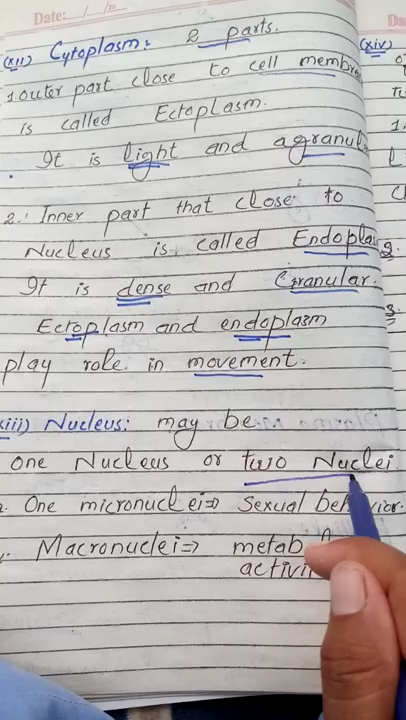 Date:
(xii) Cytoplasm: 2 parts.
1. outer part close to cell membr
is called Ectoplasm.
It is light and agranul
2. Inner part that close to
Nucleus is called Endopla
It is dense and Granular.
Ectoplasm and endoplasm
play role in movement.
(xiii) Nucleus: may be
one Nucleus or two Nuclei
One micronuclei⇒ Sexual behavior.
Macronuclei⇒ metab
activi
Da
(xiv)
1.
2.
3.